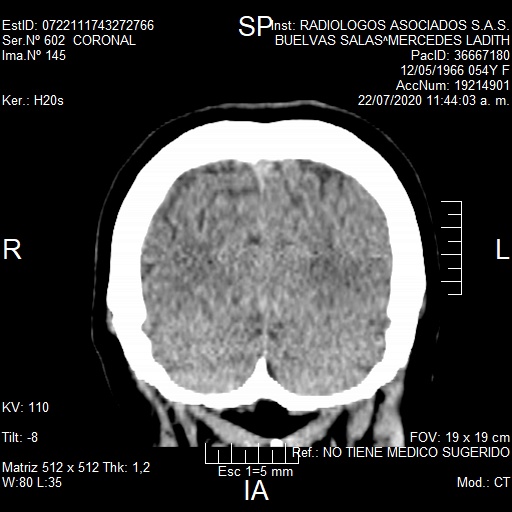 EstID: 0722111743272766
Ser.Nº 602 CORONAL
Ima.Nº 145
Ker.: H20s
SP
Inst: RADIOLOGOS ASOCIADOS S.A.S.
BUELVAS SALAS^MERCEDES LADITH
PacID: 36667180
12/05/1966 054Y F
AccNum: 19214901
22/07/2020 11:44:03 a. m.
R
L
KV: 110
Tilt: -8
Matriz 512 x 512 Thk: 1,2
W:80 L:35
Esc 1=5 mm
IA
FOV: 19 x 19 cm
Ref.: NO TIENE MEDICO SUGERIDO
Mod.: CT